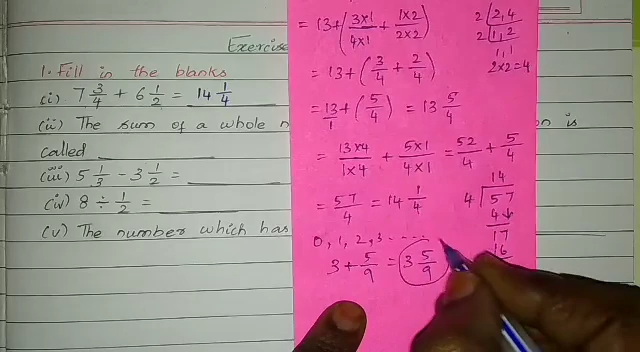 Exercise
1. Fill in the blanks
(i) 7 3/4 + 6 1/2 = 14 1/4
(ii) The sum of a whole n
on is
called
(iii) 5 1/3 - 3 1/2 =
(iv) 8 ÷ 1/2 =
(v) The number which has
= 13+(3×1/4×1 + 1×2/2×2)
= 13 + (3/4 + 2/4)
= 13/1 + (5/4) = 13 5/4
= 13×4/1×4 + 5×1/4×1 = 52/4 + 5/4
= 57/4 = 14 1/4
0, 1, 2, 3 - - - - -
3 + 5/9 = 3 5/9
2 2,4
2 1,2
1,1
2×2=4
14
4 57
4
17
16